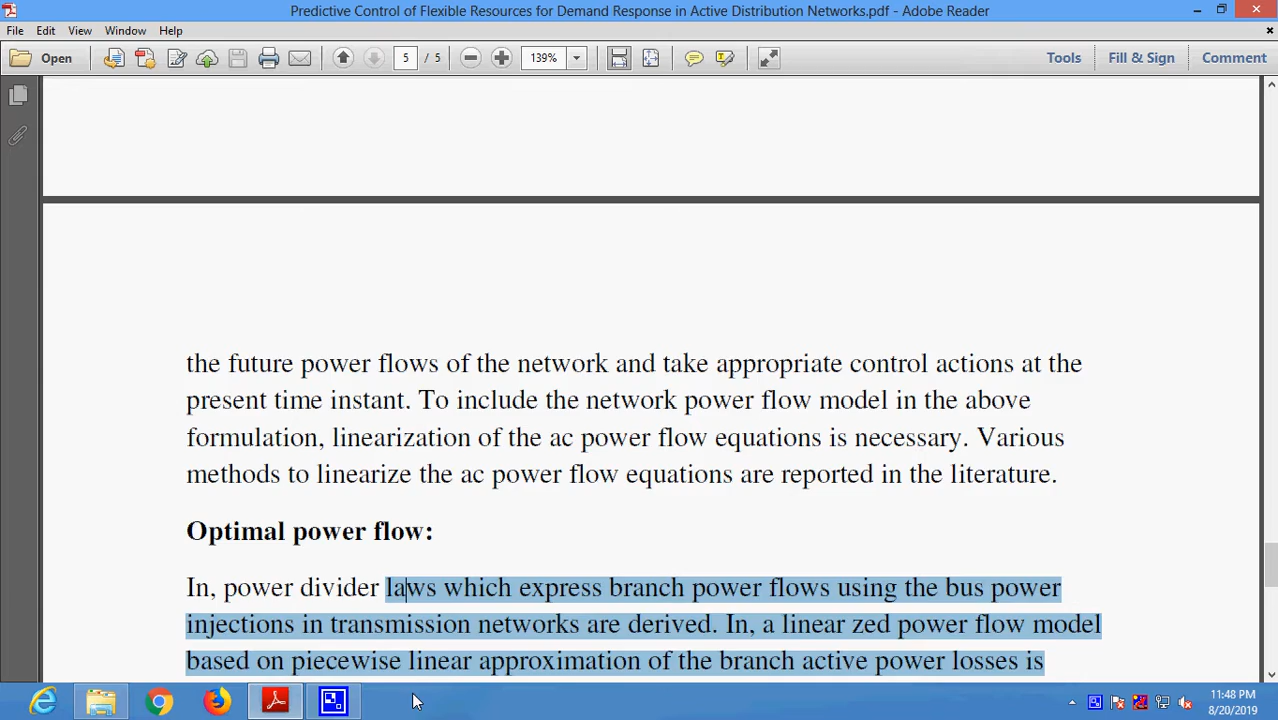 Predictive Control of Flexible Resources for Demand Response in Active Distribution Networks.pdf - Adobe Reader
File Edit View Window Help
Open 5 / 5 139% Tools Fill & Sign Comment
the future power flows of the network and take appropriate control actions at the
present time instant. To include the network power flow model in the above
formulation, linearization of the ac power flow equations is necessary. Various
methods to linearize the ac power flow equations are reported in the literature.
Optimal power flow:
In, power divider laws which express branch power flows using the bus power
injections in transmission networks are derived. In, a linear zed power flow model
based on piecewise linear approximation of the branch active power losses is
11:48 PM
8/20/2019